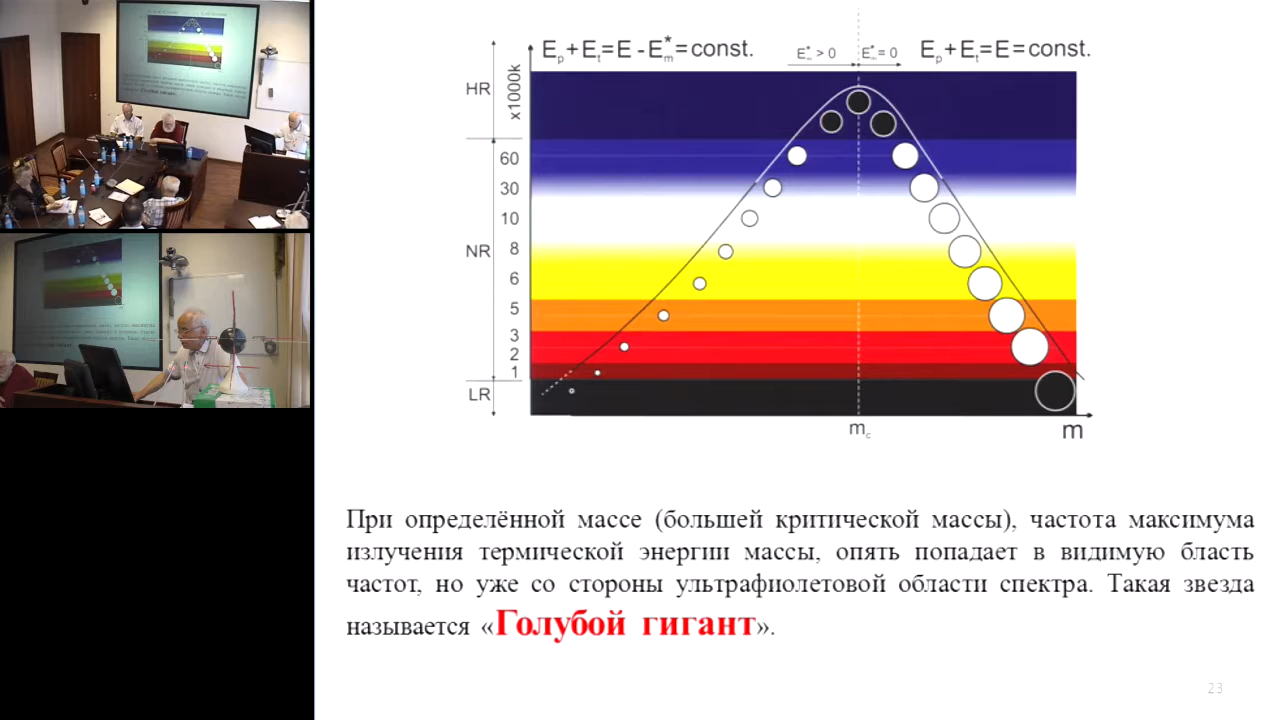 Eₚ+Eₜ=E -E*ₘ=const.
E*ₘ > 0
E*ₘ = 0
Eₚ+Eₜ=E=const.
HR
x1000k
60
30
10
NR
8
6
5
3
2
1
LR
m꜀
m
При определённой массе (большей критической массы), частота максимума
излучения термической энергии массы, опять попадает в видимую бласть
частот, но уже со стороны ультрафиолетовой области спектра. Такая звезда
называется «Голубой гигант».
23